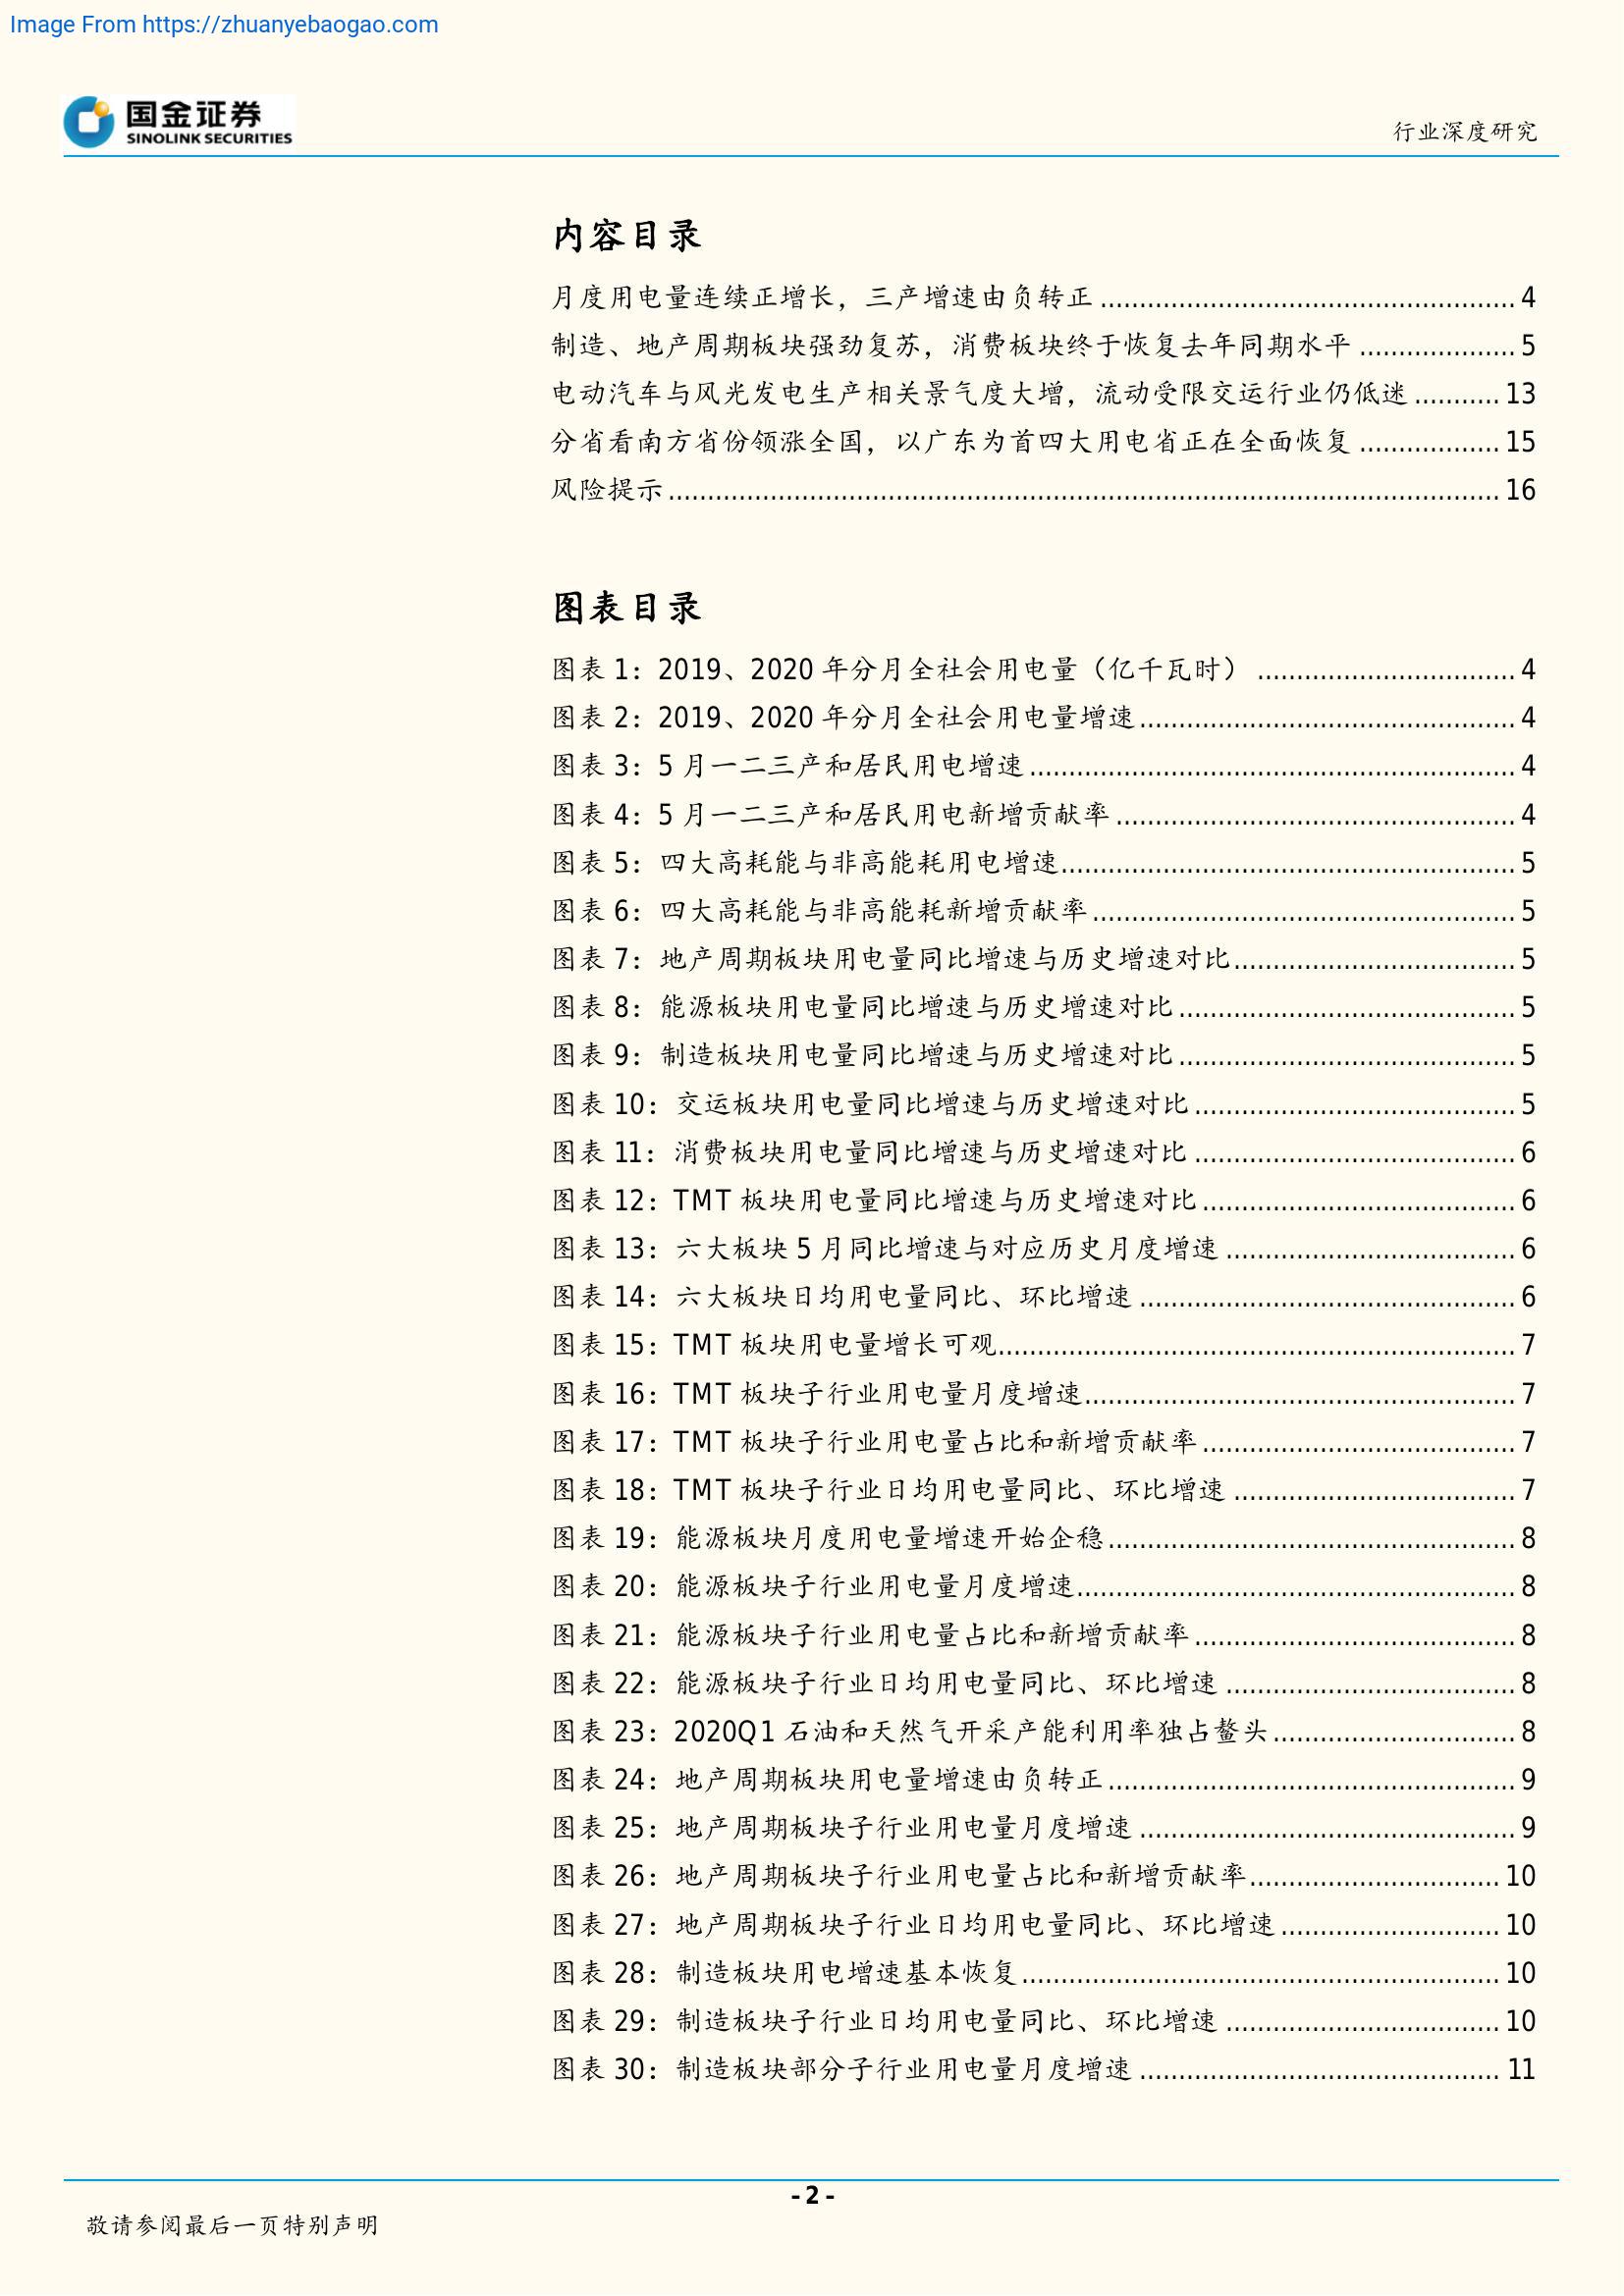 Image From https://zhuanyebaogao.com
国金证券
SINOLINK SECURITIES
行业深度研究
内容目录
月度用电量连续正增长，三产增速由负转正 ..................................................... 4
制造、地产周期板块强劲复苏，消费板块终于恢复去年同期水平 .................... 5
电动汽车与风光发电生产相关景气度大增，流动受限交运行业仍低迷 ........... 13
分省看南方省份领涨全国，以广东为首四大用电省正在全面恢复 .................. 15
风险提示 .......................................................................................................... 16
图表目录
图表 1：2019、2020 年分月全社会用电量（亿千瓦时） ................................. 4
图表 2：2019、2020 年分月全社会用电量增速 ................................................ 4
图表 3：5 月一二三产和居民用电增速 .............................................................. 4
图表 4：5 月一二三产和居民用电新增贡献率 ................................................... 4
图表 5：四大高耗能与非高能耗用电增速 .......................................................... 5
图表 6：四大高耗能与非高能耗新增贡献率 ...................................................... 5
图表 7：地产周期板块用电量同比增速与历史增速对比 .................................... 5
图表 8：能源板块用电量同比增速与历史增速对比 ........................................... 5
图表 9：制造板块用电量同比增速与历史增速对比 ........................................... 5
图表 10：交运板块用电量同比增速与历史增速对比 ......................................... 5
图表 11：消费板块用电量同比增速与历史增速对比 ......................................... 6
图表 12：TMT 板块用电量同比增速与历史增速对比 ........................................ 6
图表 13：六大板块 5 月同比增速与对应历史月度增速 ..................................... 6
图表 14：六大板块日均用电量同比、环比增速 ................................................ 6
图表 15：TMT 板块用电量增长可观 .................................................................. 7
图表 16：TMT 板块子行业用电量月度增速 ....................................................... 7
图表 17：TMT 板块子行业用电量占比和新增贡献率 ........................................ 7
图表 18：TMT 板块子行业日均用电量同比、环比增速 .................................... 7
图表 19：能源板块月度用电量增速开始企稳 .................................................... 8
图表 20：能源板块子行业用电量月度增速 ........................................................ 8
图表 21：能源板块子行业用电量占比和新增贡献率 ......................................... 8
图表 22：能源板块子行业日均用电量同比、环比增速 ..................................... 8
图表 23：2020Q1 石油和天然气开采产能利用率独占鳌头 ............................... 8
图表 24：地产周期板块用电量增速由负转正 .................................................... 9
图表 25：地产周期板块子行业用电量月度增速 ................................................ 9
图表 26：地产周期板块子行业用电量占比和新增贡献率 ................................ 10
图表 27：地产周期板块子行业日均用电量同比、环比增速 ............................ 10
图表 28：制造板块用电增速基本恢复 ............................................................. 10
图表 29：制造板块子行业日均用电量同比、环比增速 ................................... 10
图表 30：制造板块部分子行业用电量月度增速 .............................................. 11
- 2 -
敬请参阅最后一页特别声明